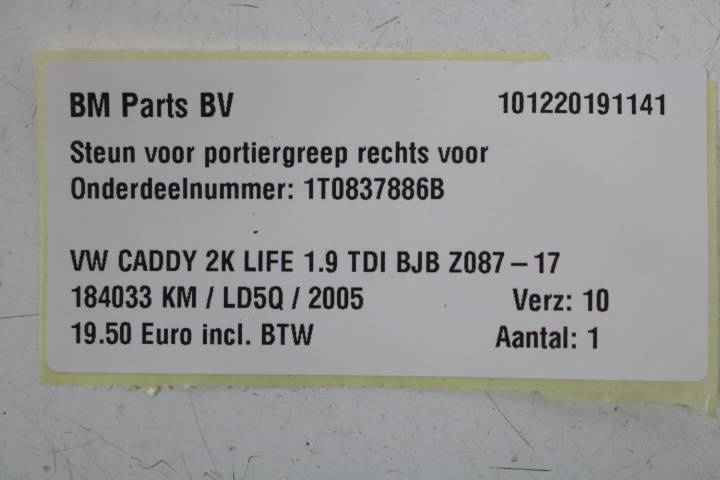 BM Parts BV 101220191141
Steun voor portiergreep rechts voor
Onderdeelnummer: 1T0837886B
VW CADDY 2K LIFE 1.9 TDI BJB Z087-17
184033 KM / LD5Q / 2005 Verz: 10
19.50 Euro incl. BTW Aantal: 1